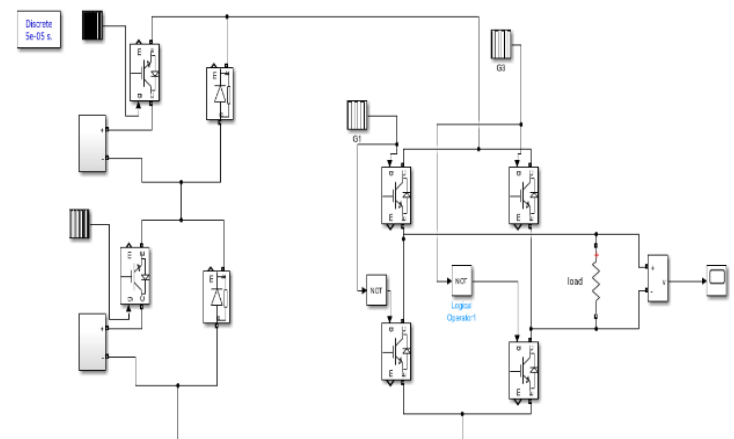 Discrete
5e-05 s.
G3
G1
NOT
NOT
Logical
Operator1
load
+
-
v
+
-
+
-